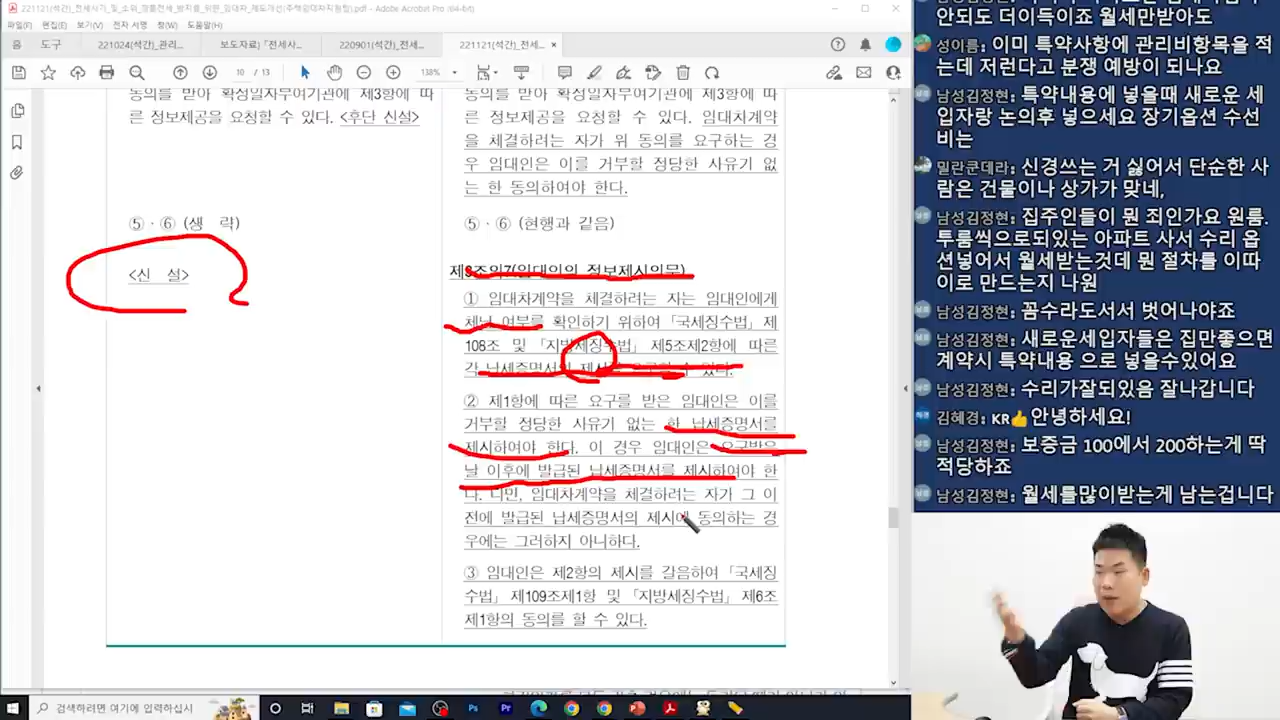 221121(석간)_전세사기_및_소위_깡통전세_방지를_위한_임대차_제도개선(주택임대차지원팀).pdf - Adobe Acrobat Pro (64-bit)
파일(F) 편집(E) 보기(V) 전자 서명 창(W) 도움말(H)
홈 도구 221024(석간)_관리... 보도자료)「전세사... 220901(석간)_전세... 221121(석간)_전세... ×
10 / 13 138%
동의를 받아 확정일자부여기관에 제3항에 따
른 정보제공을 요청할 수 있다. <후단 신설>
⑤·⑥ (생 략)
<신 설>
동의를 받아 확정일자부여기관에 제3항에 따
른 정보제공을 요청할 수 있다. 임대차계약
을 체결하려는 자가 위 동의를 요구하는 경
우 임대인은 이를 거부할 정당한 사유가 없
는 한 동의하여야 한다.
⑤·⑥ (현행과 같음)
제3조의7(임대인의 정보제시의무)
① 임대차계약을 체결하려는 자는 임대인에게
체납 여부를 확인하기 위하여 「국세징수법」 제
108조 및 「지방세징수법」 제5조제2항에 따른
각 납세증명서의 제시를 요구할 수 있다.
② 제1항에 따른 요구를 받은 임대인은 이를
거부할 정당한 사유가 없는 한 납세증명서를
제시하여야 한다. 이 경우 임대인은 요구받은
날 이후에 발급된 납세증명서를 제시하여야 한
다. 다만, 임대차계약을 체결하려는 자가 그 이
전에 발급된 납세증명서의 제시에 동의하는 경
우에는 그러하지 아니하다.
③ 임대인은 제2항의 제시를 갈음하여 「국세징
수법」 제109조제1항 및 「지방세징수법」 제6조
제1항의 동의를 할 수 있다.
안되도 더이득이죠 월세만받아도
성이름: 이미 특약사항에 관리비항목을 적
는데 저런다고 분쟁 예방이 되나요
남성김정현: 특약내용에 넣을때 새로운 세
입자랑 논의후 넣으세요 장기옵션 수선
비는
밀란쿤데라: 신경쓰는 거 싫어서 단순한 사
람은 건물이나 상가가 맞네,
남성김정현: 집주인들이 뭔 죄인가요 원룸.
투룸씩으로되있는 아파트 사서 수리 옵
션넣어서 월세받는것데 뭔 절차를 이따
이로 만드는지 나원
남성김정현: 꼼수라도서서 벗어나야죠
남성김정현: 새로운세입자들은 집만좋으면
계약시 특약내용 으로 넣을수있어요
남성김정현: 수리가잘되있음 잘나갑니다
김혜경: KR👍안녕하세요!
남성김정현: 보증금 100에서 200하는게 딱
적당하죠
남성김정현: 월세를많이받는게 남는겁니다
검색하려면 여기에 입력하십시